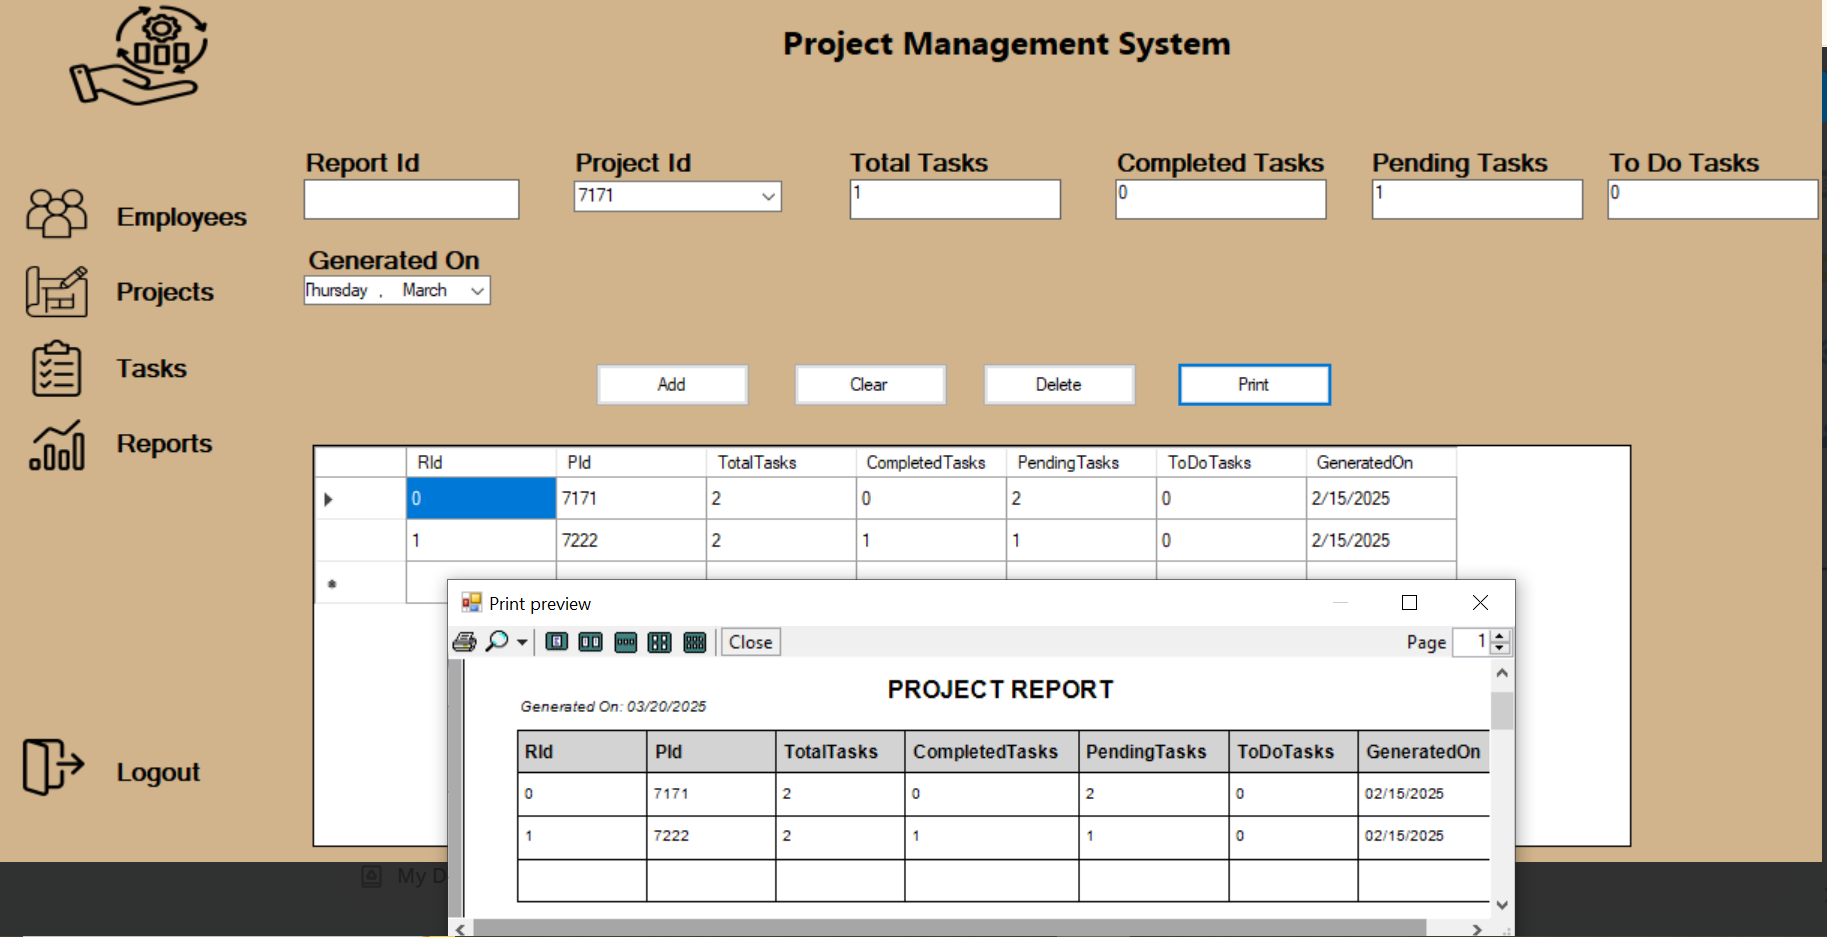 Project Management System
Report Id
Project Id
Total Tasks
Completed Tasks
Pending Tasks
To Do Tasks
7171
1
0
1
0
Employees
Generated On
Thursday , March
Projects
Tasks
Add
Clear
Delete
Print
Reports
RId PId TotalTasks CompletedTasks PendingTasks ToDoTasks GeneratedOn
0 7171 2 0 2 0 2/15/2025
1 7222 2 1 1 0 2/15/2025
Print preview
Close
Page 1
PROJECT REPORT
Generated On: 03/20/2025
RId PId TotalTasks CompletedTasks PendingTasks ToDoTasks GeneratedOn
0 7171 2 0 2 0 02/15/2025
1 7222 2 1 1 0 02/15/2025
Logout
My D